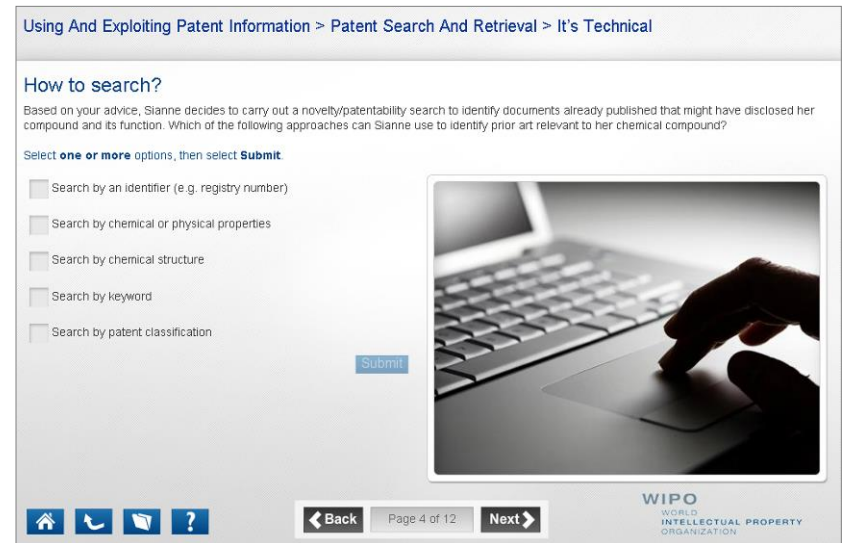 Using And Exploiting Patent Information > Patent Search And Retrieval > It's Technical
How to search?
Based on your advice, Sianne decides to carry out a novelty/patentability search to identify documents already published that might have disclosed her
compound and its function. Which of the following approaches can Sianne use to identify prior art relevant to her chemical compound?
Select one or more options, then select Submit.
Search by an identifier (e.g. registry number)
Search by chemical or physical properties
Search by chemical structure
Search by keyword
Search by patent classification
Submit
?
Back
Page 4 of 12
Next
WIPO
WORLD
INTELLECTUAL PROPERTY
ORGANIZATION